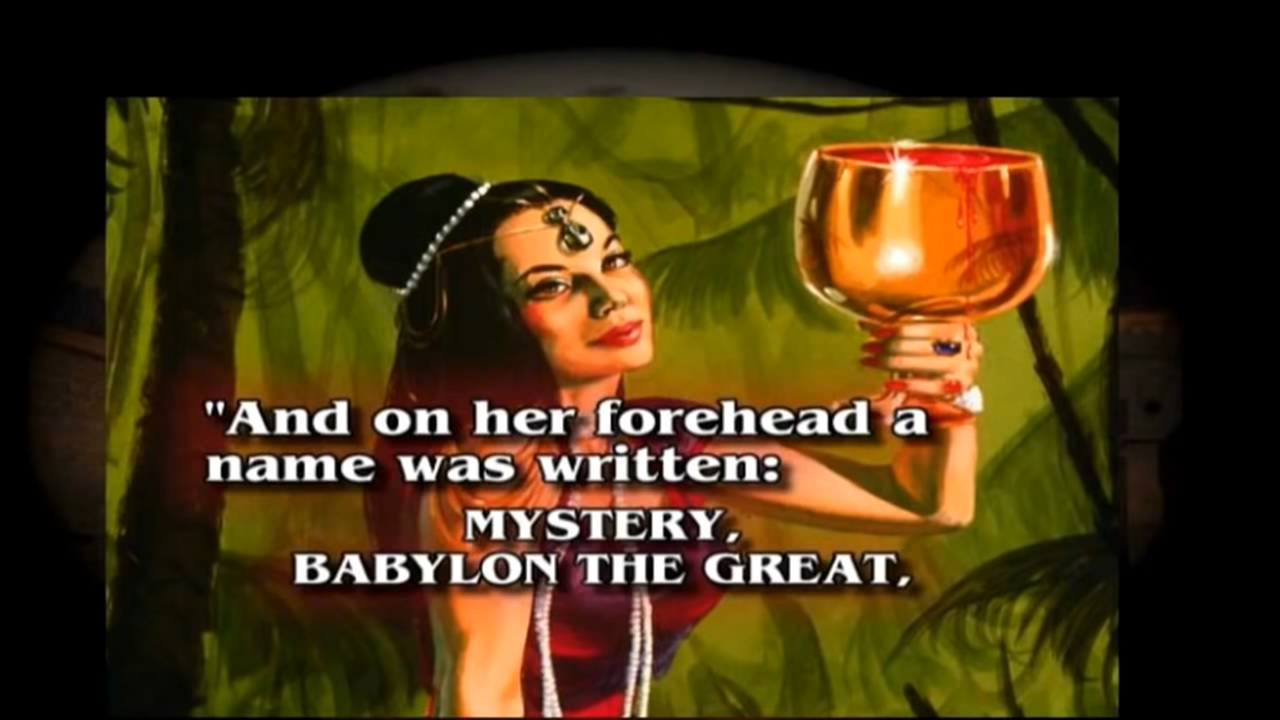 "And on her forehead a
name was written:
MYSTERY,
BABYLON THE GREAT,